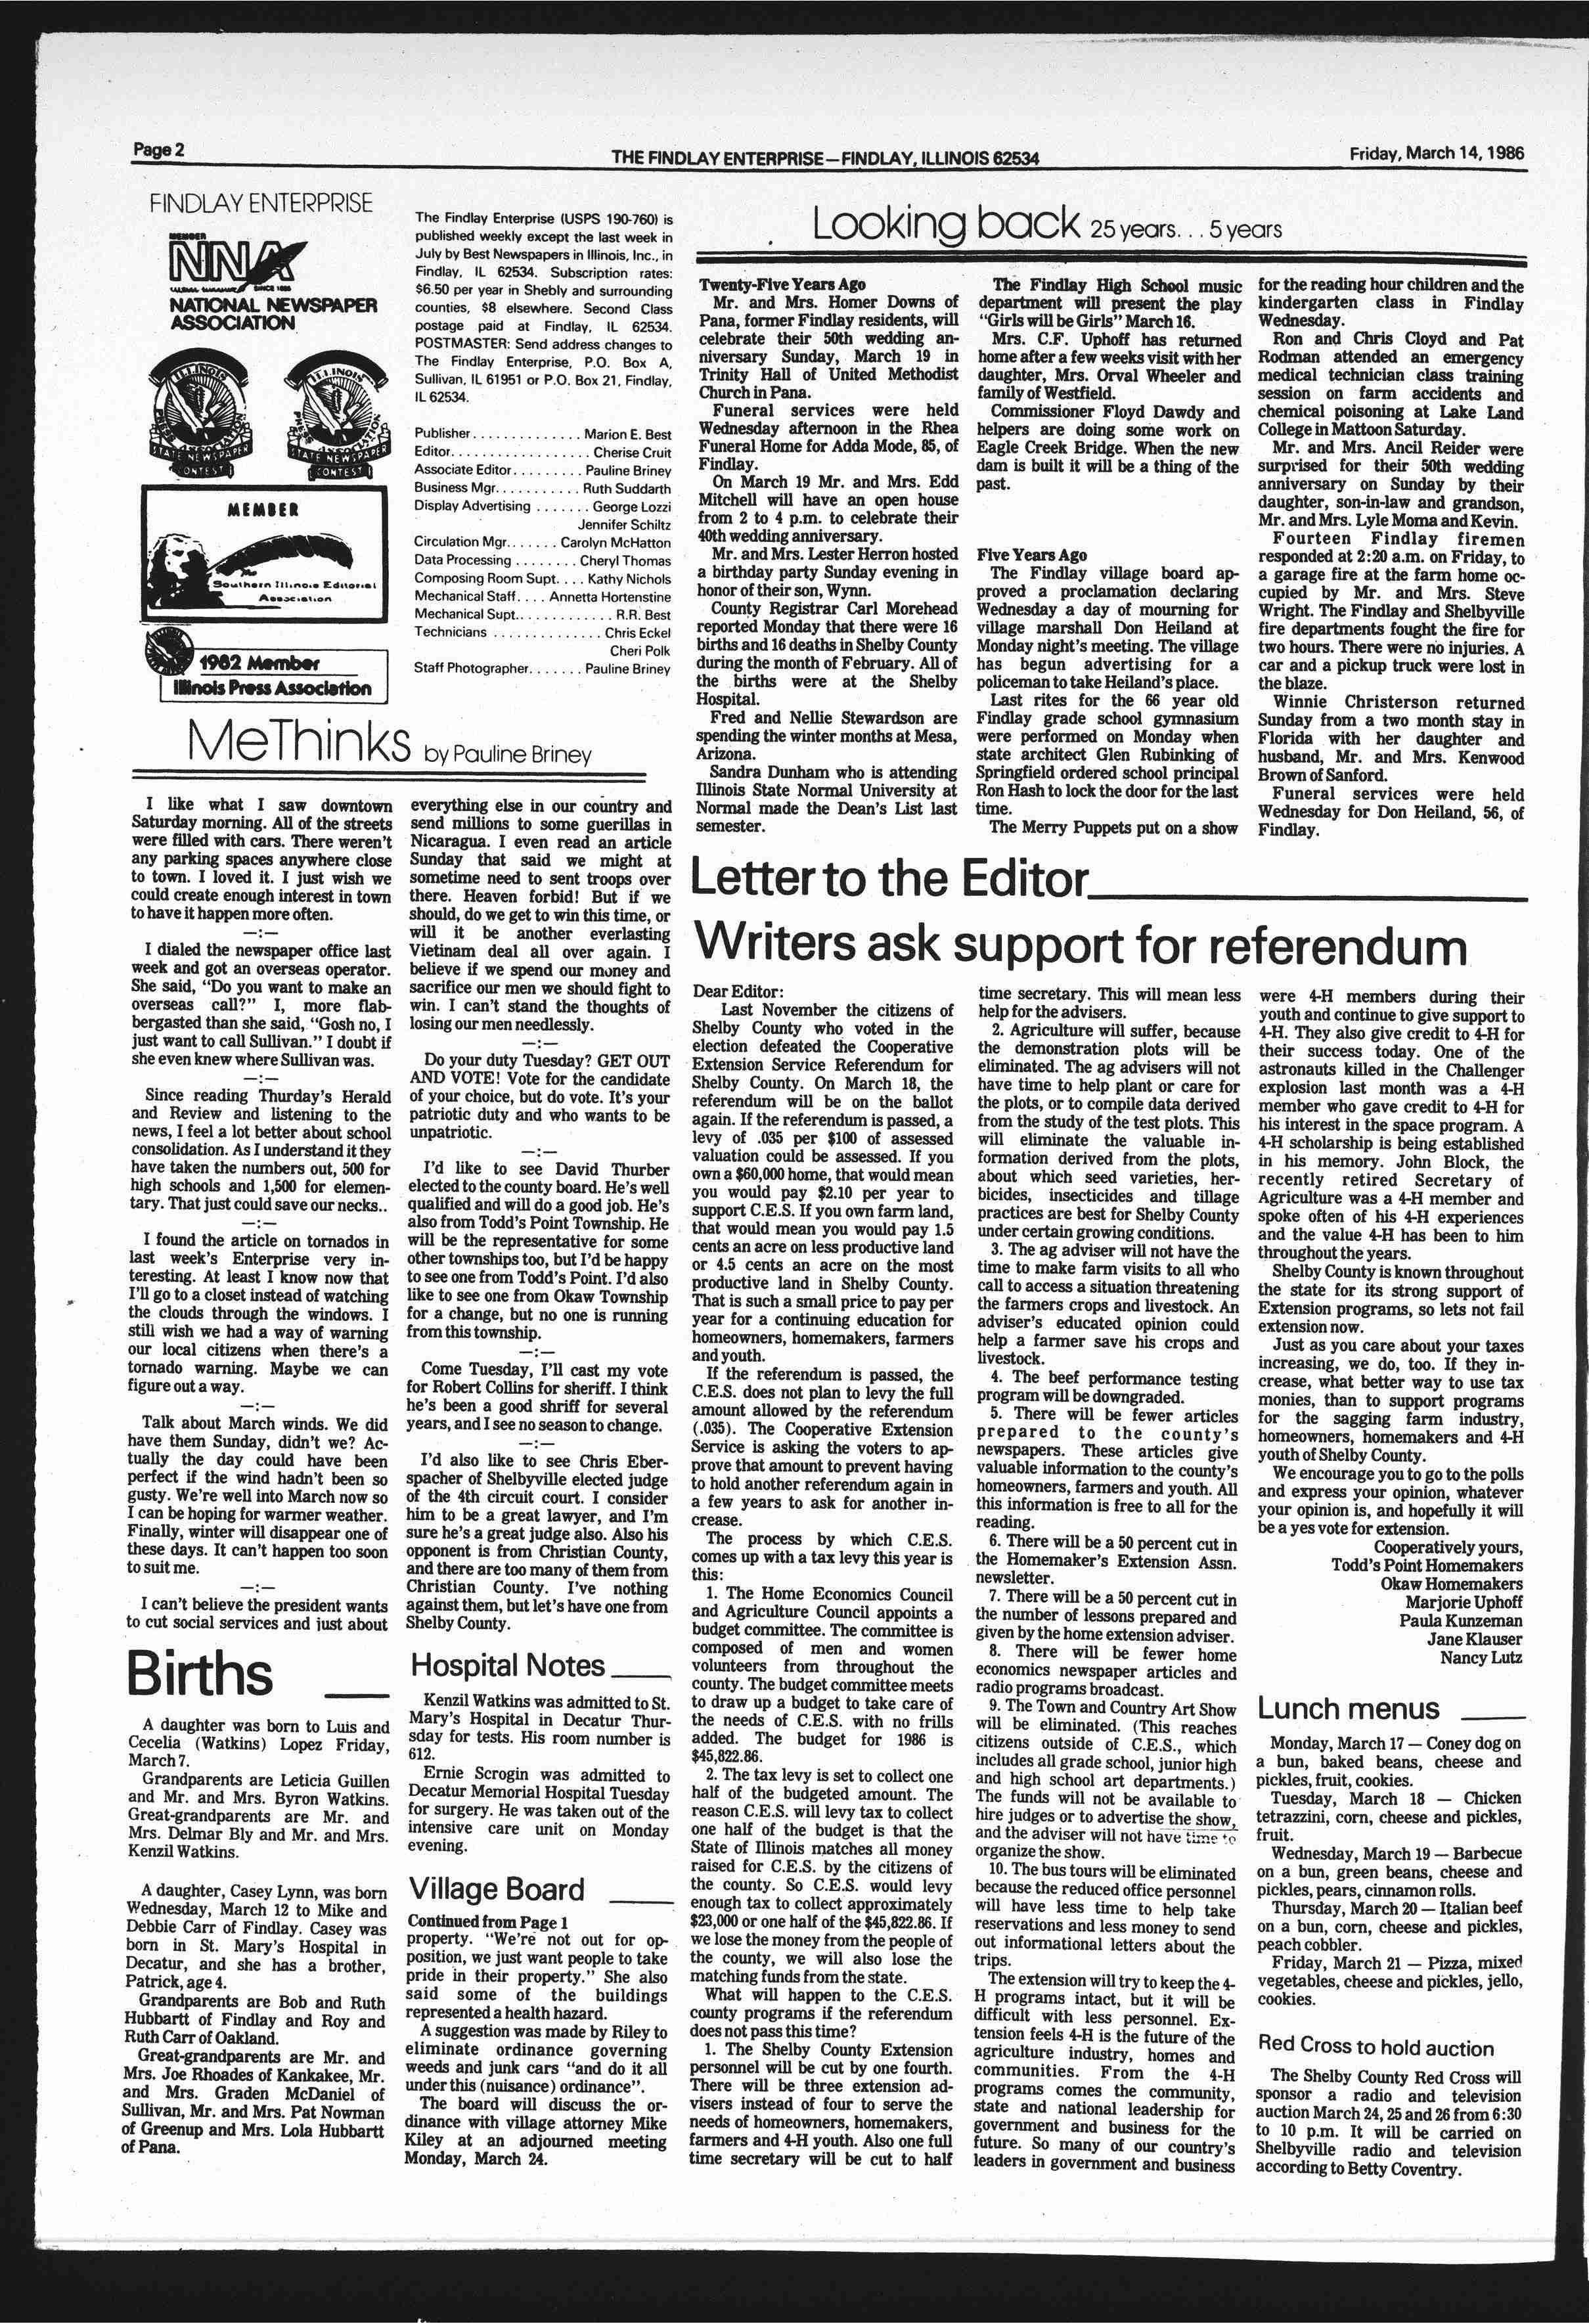 Page 2
THE FINDLAY ENTERPRISE—FINDLAY, ILLINOIS 62534
Friday, March 14, 1986
FINDLAY ENTERPRISE
MEMBER
NNA
SINCE 1885
NATIONAL NEWSPAPER
ASSOCIATION
ILLINOIS
PRESS ASSOCIATION
STATE NEWSPAPER
CONTEST
ILLINOIS
PRESS ASSOCIATION
STATE NEWSPAPER
CONTEST
MEMBER
Southern Illinois Editorial
Association
1982 Member
Illinois Press Association
The Findlay Enterprise (USPS 190-760) is
published weekly except the last week in
July by Best Newspapers in Illinois, Inc., in
Findlay, IL 62534. Subscription rates:
$6.50 per year in Shebly and surrounding
counties, $8 elsewhere. Second Class
postage paid at Findlay, IL 62534.
POSTMASTER: Send address changes to
The Findlay Enterprise, P.O. Box A,
Sullivan, IL 61951 or P.O. Box 21, Findlay,
IL 62534.
Publisher. . . . . . . . . . . . . . Marion E. Best
Editor. . . . . . . . . . . . . . . . . . Cherise Cruit
Associate Editor. . . . . . . . . Pauline Briney
Business Mgr. . . . . . . . . . . Ruth Suddarth
Display Advertising . . . . . . . George Lozzi
Jennifer Schiltz
Circulation Mgr. . . . . . . Carolyn McHatton
Data Processing . . . . . . . . Cheryl Thomas
Composing Room Supt. . . . Kathy Nichols
Mechanical Staff. . . . Annetta Hortenstine
Mechanical Supt. . . . . . . . . . . . . R.R. Best
Technicians . . . . . . . . . . . . . . Chris Eckel
Cheri Polk
Staff Photographer. . . . . . . Pauline Briney
MeThinks by Pauline Briney
I like what I saw downtown
Saturday morning. All of the streets
were filled with cars. There weren't
any parking spaces anywhere close
to town. I loved it. I just wish we
could create enough interest in town
to have it happen more often.
—:—
I dialed the newspaper office last
week and got an overseas operator.
She said, "Do you want to make an
overseas call?" I, more flab-
bergasted than she said, "Gosh no, I
just want to call Sullivan." I doubt if
she even knew where Sullivan was.
—:—
Since reading Thurday's Herald
and Review and listening to the
news, I feel a lot better about school
consolidation. As I understand it they
have taken the numbers out, 500 for
high schools and 1,500 for elemen-
tary. That just could save our necks..
—:—
I found the article on tornados in
last week's Enterprise very in-
teresting. At least I know now that
I'll go to a closet instead of watching
the clouds through the windows. I
still wish we had a way of warning
our local citizens when there's a
tornado warning. Maybe we can
figure out a way.
—:—
Talk about March winds. We did
have them Sunday, didn't we? Ac-
tually the day could have been
perfect if the wind hadn't been so
gusty. We're well into March now so
I can be hoping for warmer weather.
Finally, winter will disappear one of
these days. It can't happen too soon
to suit me.
—:—
I can't believe the president wants
to cut social services and just about
everything else in our country and
send millions to some guerillas in
Nicaragua. I even read an article
Sunday that said we might at
sometime need to sent troops over
there. Heaven forbid! But if we
should, do we get to win this time, or
will it be another everlasting
Vietinam deal all over again. I
believe if we spend our money and
sacrifice our men we should fight to
win. I can't stand the thoughts of
losing our men needlessly.
—:—
Do your duty Tuesday? GET OUT
AND VOTE! Vote for the candidate
of your choice, but do vote. It's your
patriotic duty and who wants to be
unpatriotic.
—:—
I'd like to see David Thurber
elected to the county board. He's well
qualified and will do a good job. He's
also from Todd's Point Township. He
will be the representative for some
other townships too, but I'd be happy
to see one from Todd's Point. I'd also
like to see one from Okaw Township
for a change, but no one is running
from this township.
—:—
Come Tuesday, I'll cast my vote
for Robert Collins for sheriff. I think
he's been a good shriff for several
years, and I see no season to change.
—:—
I'd also like to see Chris Eber-
spacher of Shelbyville elected judge
of the 4th circuit court. I consider
him to be a great lawyer, and I'm
sure he's a great judge also. Also his
opponent is from Christian County,
and there are too many of them from
Christian County. I've nothing
against them, but let's have one from
Shelby County.
Births
A daughter was born to Luis and
Cecelia (Watkins) Lopez Friday,
March 7.
Grandparents are Leticia Guillen
and Mr. and Mrs. Byron Watkins.
Great-grandparents are Mr. and
Mrs. Delmar Bly and Mr. and Mrs.
Kenzil Watkins.
A daughter, Casey Lynn, was born
Wednesday, March 12 to Mike and
Debbie Carr of Findlay. Casey was
born in St. Mary's Hospital in
Decatur, and she has a brother,
Patrick, age 4.
Grandparents are Bob and Ruth
Hubbartt of Findlay and Roy and
Ruth Carr of Oakland.
Great-grandparents are Mr. and
Mrs. Joe Rhoades of Kankakee, Mr.
and Mrs. Graden McDaniel of
Sullivan, Mr. and Mrs. Pat Nowman
of Greenup and Mrs. Lola Hubbartt
of Pana.
Hospital Notes
Kenzil Watkins was admitted to St.
Mary's Hospital in Decatur Thur-
sday for tests. His room number is
612.
Ernie Scrogin was admitted to
Decatur Memorial Hospital Tuesday
for surgery. He was taken out of the
intensive care unit on Monday
evening.
Village Board
Continued from Page 1
property. "We're not out for op-
position, we just want people to take
pride in their property." She also
said some of the buildings
represented a health hazard.
A suggestion was made by Riley to
eliminate ordinance governing
weeds and junk cars "and do it all
under this (nuisance) ordinance".
The board will discuss the or-
dinance with village attorney Mike
Kiley at an adjourned meeting
Monday, March 24.
Looking back 25 years. . . 5 years
Twenty-Five Years Ago
Mr. and Mrs. Homer Downs of
Pana, former Findlay residents, will
celebrate their 50th wedding an-
niversary Sunday, March 19 in
Trinity Hall of United Methodist
Church in Pana.
Funeral services were held
Wednesday afternoon in the Rhea
Funeral Home for Adda Mode, 85, of
Findlay.
On March 19 Mr. and Mrs. Edd
Mitchell will have an open house
from 2 to 4 p.m. to celebrate their
40th wedding anniversary.
Mr. and Mrs. Lester Herron hosted
a birthday party Sunday evening in
honor of their son, Wynn.
County Registrar Carl Morehead
reported Monday that there were 16
births and 16 deaths in Shelby County
during the month of February. All of
the births were at the Shelby
Hospital.
Fred and Nellie Stewardson are
spending the winter months at Mesa,
Arizona.
Sandra Dunham who is attending
Illinois State Normal University at
Normal made the Dean's List last
semester.
The Findlay High School music
department will present the play
"Girls will be Girls" March 16.
Mrs. C.F. Uphoff has returned
home after a few weeks visit with her
daughter, Mrs. Orval Wheeler and
family of Westfield.
Commissioner Floyd Dawdy and
helpers are doing some work on
Eagle Creek Bridge. When the new
dam is built it will be a thing of the
past.
Five Years Ago
The Findlay village board ap-
proved a proclamation declaring
Wednesday a day of mourning for
village marshall Don Heiland at
Monday night's meeting. The village
has begun advertising for a
policeman to take Heiland's place.
Last rites for the 66 year old
Findlay grade school gymnasium
were performed on Monday when
state architect Glen Rubinking of
Springfield ordered school principal
Ron Hash to lock the door for the last
time.
The Merry Puppets put on a show
for the reading hour children and the
kindergarten class in Findlay
Wednesday.
Ron and Chris Cloyd and Pat
Rodman attended an emergency
medical technician class training
session on farm accidents and
chemical poisoning at Lake Land
College in Mattoon Saturday.
Mr. and Mrs. Ancil Reider were
surprised for their 50th wedding
anniversary on Sunday by their
daughter, son-in-law and grandson,
Mr. and Mrs. Lyle Moma and Kevin.
Fourteen Findlay firemen
responded at 2:20 a.m. on Friday, to
a garage fire at the farm home oc-
cupied by Mr. and Mrs. Steve
Wright. The Findlay and Shelbyville
fire departments fought the fire for
two hours. There were no injuries. A
car and a pickup truck were lost in
the blaze.
Winnie Christerson returned
Sunday from a two month stay in
Florida with her daughter and
husband, Mr. and Mrs. Kenwood
Brown of Sanford.
Funeral services were held
Wednesday for Don Heiland, 56, of
Findlay.
Letter to the Editor
Writers ask support for referendum
Dear Editor:
Last November the citizens of
Shelby County who voted in the
election defeated the Cooperative
Extension Service Referendum for
Shelby County. On March 18, the
referendum will be on the ballot
again. If the referendum is passed, a
levy of .035 per $100 of assessed
valuation could be assessed. If you
own a $60,000 home, that would mean
you would pay $2.10 per year to
support C.E.S. If you own farm land,
that would mean you would pay 1.5
cents an acre on less productive land
or 4.5 cents an acre on the most
productive land in Shelby County.
That is such a small price to pay per
year for a continuing education for
homeowners, homemakers, farmers
and youth.
If the referendum is passed, the
C.E.S. does not plan to levy the full
amount allowed by the referendum
(.035). The Cooperative Extension
Service is asking the voters to ap-
prove that amount to prevent having
to hold another referendum again in
a few years to ask for another in-
crease.
The process by which C.E.S.
comes up with a tax levy this year is
this:
1. The Home Economics Council
and Agriculture Council appoints a
budget committee. The committee is
composed of men and women
volunteers from throughout the
county. The budget committee meets
to draw up a budget to take care of
the needs of C.E.S. with no frills
added. The budget for 1986 is
$45,822.86.
2. The tax levy is set to collect one
half of the budgeted amount. The
reason C.E.S. will levy tax to collect
one half of the budget is that the
State of Illinois matches all money
raised for C.E.S. by the citizens of
the county. So C.E.S. would levy
enough tax to collect approximately
$23,000 or one half of the $45,822.86. If
we lose the money from the people of
the county, we will also lose the
matching funds from the state.
What will happen to the C.E.S.
county programs if the referendum
does not pass this time?
1. The Shelby County Extension
personnel will be cut by one fourth.
There will be three extension ad-
visers instead of four to serve the
needs of homeowners, homemakers,
farmers and 4-H youth. Also one full
time secretary will be cut to half
time secretary. This will mean less
help for the advisers.
2. Agriculture will suffer, because
the demonstration plots will be
eliminated. The ag advisers will not
have time to help plant or care for
the plots, or to compile data derived
from the study of the test plots. This
will eliminate the valuable in-
formation derived from the plots,
about which seed varieties, her-
bicides, insecticides and tillage
practices are best for Shelby County
under certain growing conditions.
3. The ag adviser will not have the
time to make farm visits to all who
call to access a situation threatening
the farmers crops and livestock. An
adviser's educated opinion could
help a farmer save his crops and
livestock.
4. The beef performance testing
program will be downgraded.
5. There will be fewer articles
prepared to the county's
newspapers. These articles give
valuable information to the county's
homeowners, farmers and youth. All
this information is free to all for the
reading.
6. There will be a 50 percent cut in
the Homemaker's Extension Assn.
newsletter.
7. There will be a 50 percent cut in
the number of lessons prepared and
given by the home extension adviser.
8. There will be fewer home
economics newspaper articles and
radio programs broadcast.
9. The Town and Country Art Show
will be eliminated. (This reaches
citizens outside of C.E.S., which
includes all grade school, junior high
and high school art departments.)
The funds will not be available to
hire judges or to advertise the show,
and the adviser will not have time to
organize the show.
10. The bus tours will be eliminated
because the reduced office personnel
will have less time to help take
reservations and less money to send
out informational letters about the
trips.
The extension will try to keep the 4-
H programs intact, but it will be
difficult with less personnel. Ex-
tension feels 4-H is the future of the
agriculture industry, homes and
communities. From the 4-H
programs comes the community,
state and national leadership for
government and business for the
future. So many of our country's
leaders in government and business
were 4-H members during their
youth and continue to give support to
4-H. They also give credit to 4-H for
their success today. One of the
astronauts killed in the Challenger
explosion last month was a 4-H
member who gave credit to 4-H for
his interest in the space program. A
4-H scholarship is being established
in his memory. John Block, the
recently retired Secretary of
Agriculture was a 4-H member and
spoke often of his 4-H experiences
and the value 4-H has been to him
throughout the years.
Shelby County is known throughout
the state for its strong support of
Extension programs, so lets not fail
extension now.
Just as you care about your taxes
increasing, we do, too. If they in-
crease, what better way to use tax
monies, than to support programs
for the sagging farm industry,
homeowners, homemakers and 4-H
youth of Shelby County.
We encourage you to go to the polls
and express your opinion, whatever
your opinion is, and hopefully it will
be a yes vote for extension.
Cooperatively yours,
Todd's Point Homemakers
Okaw Homemakers
Marjorie Uphoff
Paula Kunzeman
Jane Klauser
Nancy Lutz
Lunch menus
Monday, March 17 — Coney dog on
a bun, baked beans, cheese and
pickles, fruit, cookies.
Tuesday, March 18 — Chicken
tetrazzini, corn, cheese and pickles,
fruit.
Wednesday, March 19 — Barbecue
on a bun, green beans, cheese and
pickles, pears, cinnamon rolls.
Thursday, March 20 — Italian beef
on a bun, corn, cheese and pickles,
peach cobbler.
Friday, March 21 — Pizza, mixed
vegetables, cheese and pickles, jello,
cookies.
Red Cross to hold auction
The Shelby County Red Cross will
sponsor a radio and television
auction March 24, 25 and 26 from 6:30
to 10 p.m. It will be carried on
Shelbyville radio and television
according to Betty Coventry.